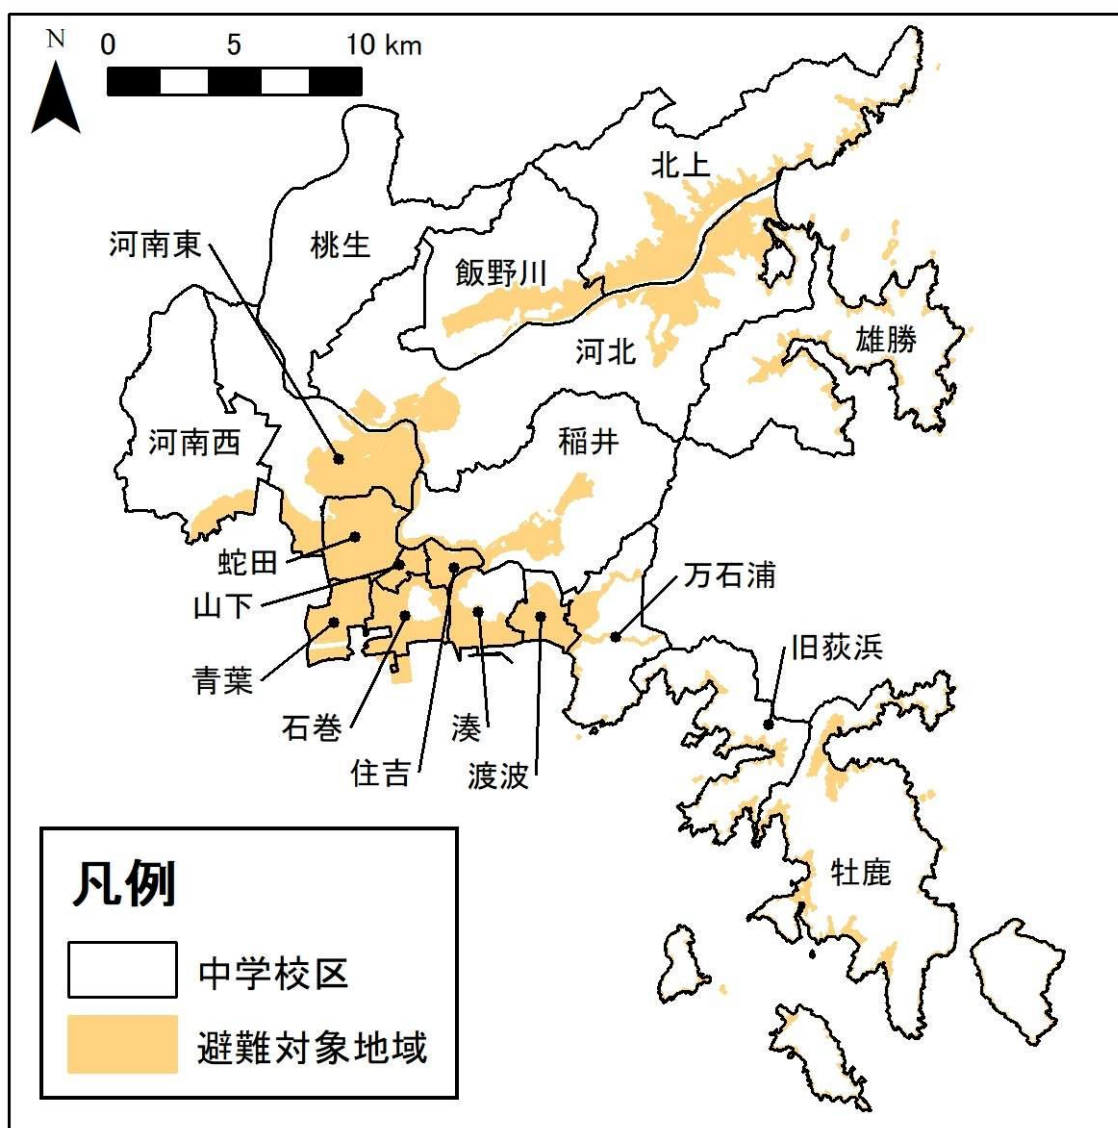 N
0 5 10 km
北上
河南東
桃生
飯野川
河北
雄勝
河南西
稲井
蛇田
万石浦
山下
旧荻浜
青葉
石巻
湊
住吉
渡波
牡鹿
凡例
中学校区
避難対象地域